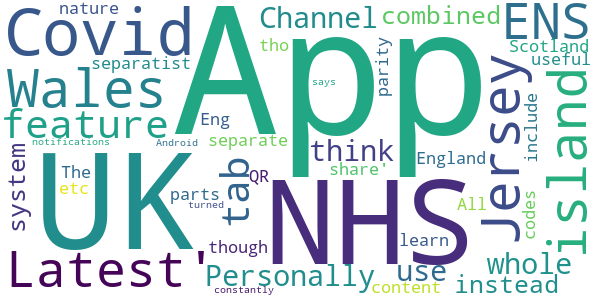 nature
Covid
App
Channel
combined
ENS
separatist
tho
parity
Scotland
useful
Wales
says
feature
Eng
Jersey
include
island
notifications
Android
separate
think
The
UK
tab
QR
NHS
share'
England
system
etc
parts
turned
All
codes
though
learn
whole
Latest'
constantly
Personally
use
content
instead